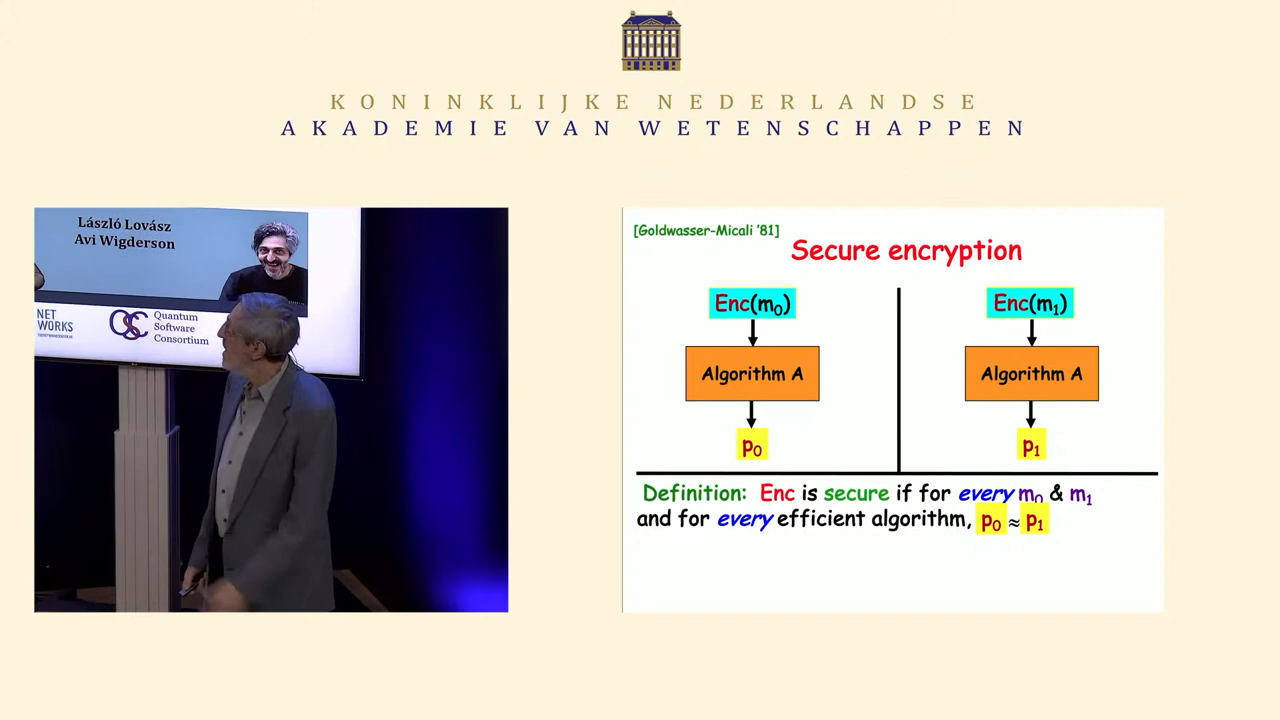 KONINKLIJKE NEDERLANDSE
AKADEMIE VAN WETENSCHAPPEN
László Lovász
Avi Wigderson
NET
WORKS
QSC
Quantum
Software
Consortium
[Goldwasser-Micali '81]
Secure encryption
Enc(m₀)
Enc(m₁)
Algorithm A
Algorithm A
p₀
p₁
Definition: Enc is secure if for every m₀ & m₁
and for every efficient algorithm, p₀ ≈ p₁